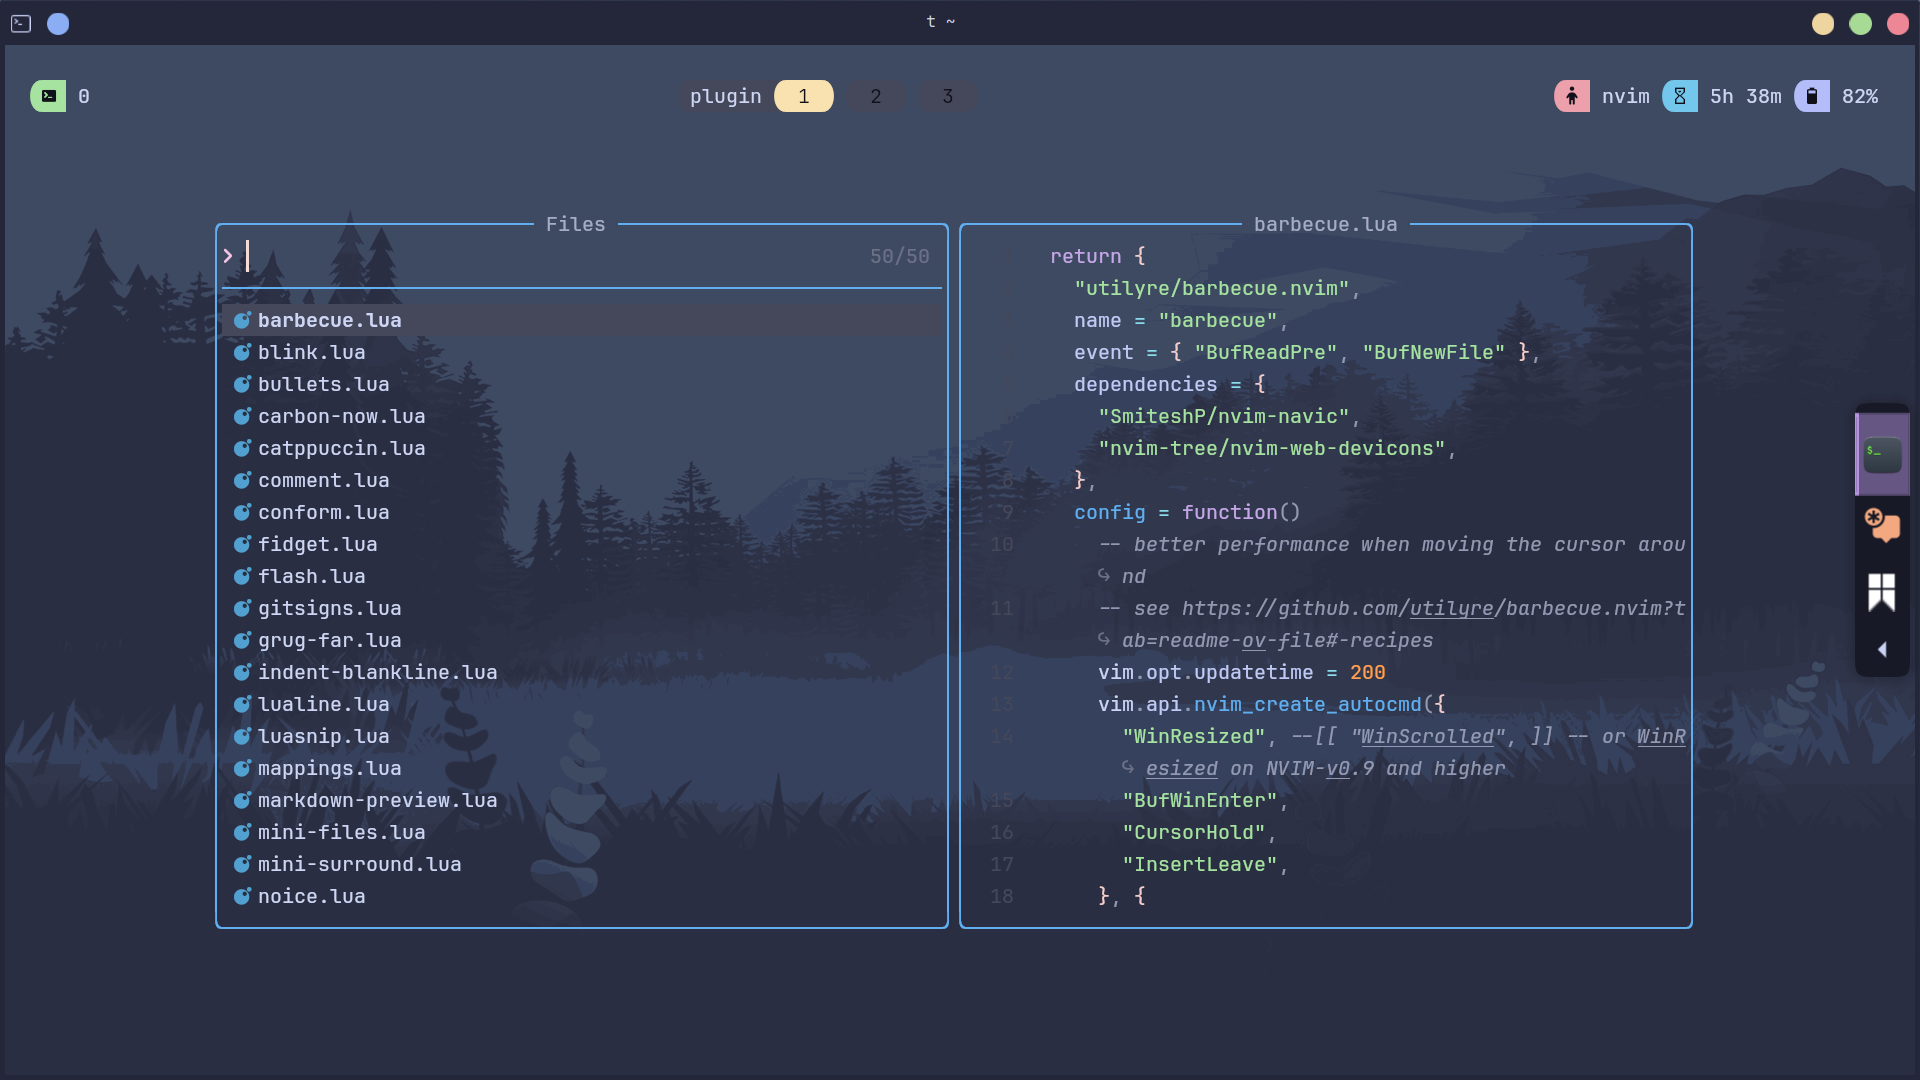 t ~
0
plugin 1 2 3
nvim 5h 38m 82%
Files
> 50/50
barbecue.lua
blink.lua
bullets.lua
carbon-now.lua
catppuccin.lua
comment.lua
conform.lua
fidget.lua
flash.lua
gitsigns.lua
grug-far.lua
indent-blankline.lua
lualine.lua
luasnip.lua
mappings.lua
markdown-preview.lua
mini-files.lua
mini-surround.lua
noice.lua
barbecue.lua
return {
"utilyre/barbecue.nvim",
name = "barbecue",
event = { "BufReadPre", "BufNewFile" },
dependencies = {
"SmiteshP/nvim-navic",
7 "nvim-tree/nvim-web-devicons",
8 },
9 config = function()
10 -- better performance when moving the cursor arou
↪ nd
11 -- see https://github.com/utilyre/barbecue.nvim?t
↪ ab=readme-ov-file#-recipes
12 vim.opt.updatetime = 200
13 vim.api.nvim_create_autocmd({
14 "WinResized", --[[ "WinScrolled", ]] -- or WinR
↪ esized on NVIM-v0.9 and higher
15 "BufWinEnter",
16 "CursorHold",
17 "InsertLeave",
18 }, {
$_